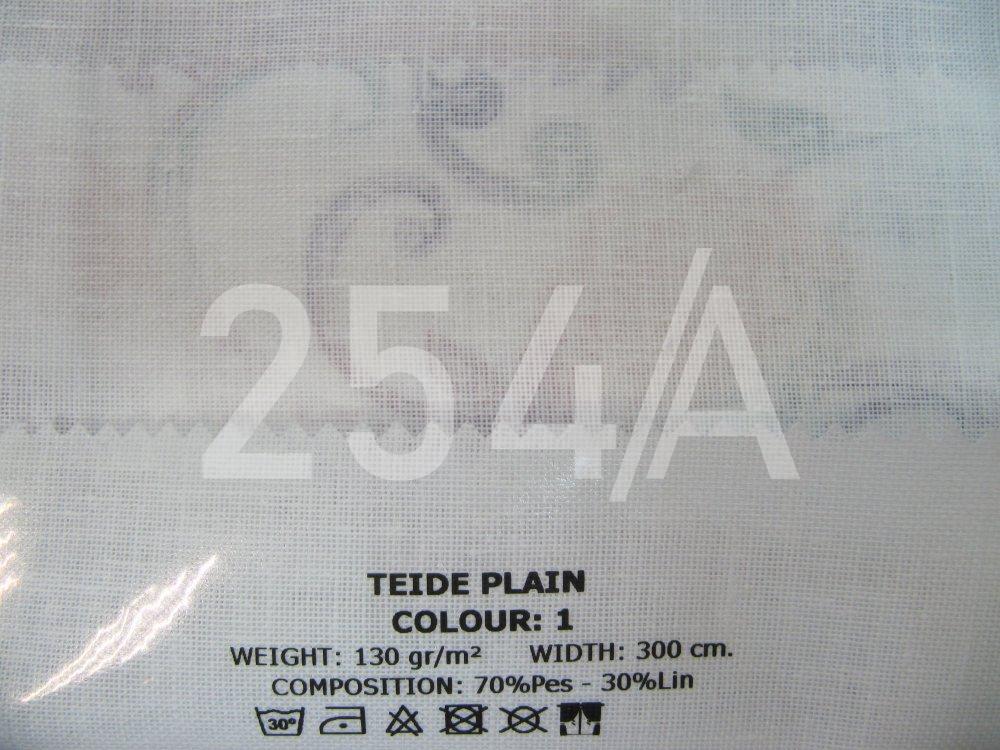 254/A
TEIDE PLAIN
COLOUR: 1
WEIGHT: 130 gr/m² WIDTH: 300 cm.
COMPOSITION: 70%Pes - 30%Lin
30°